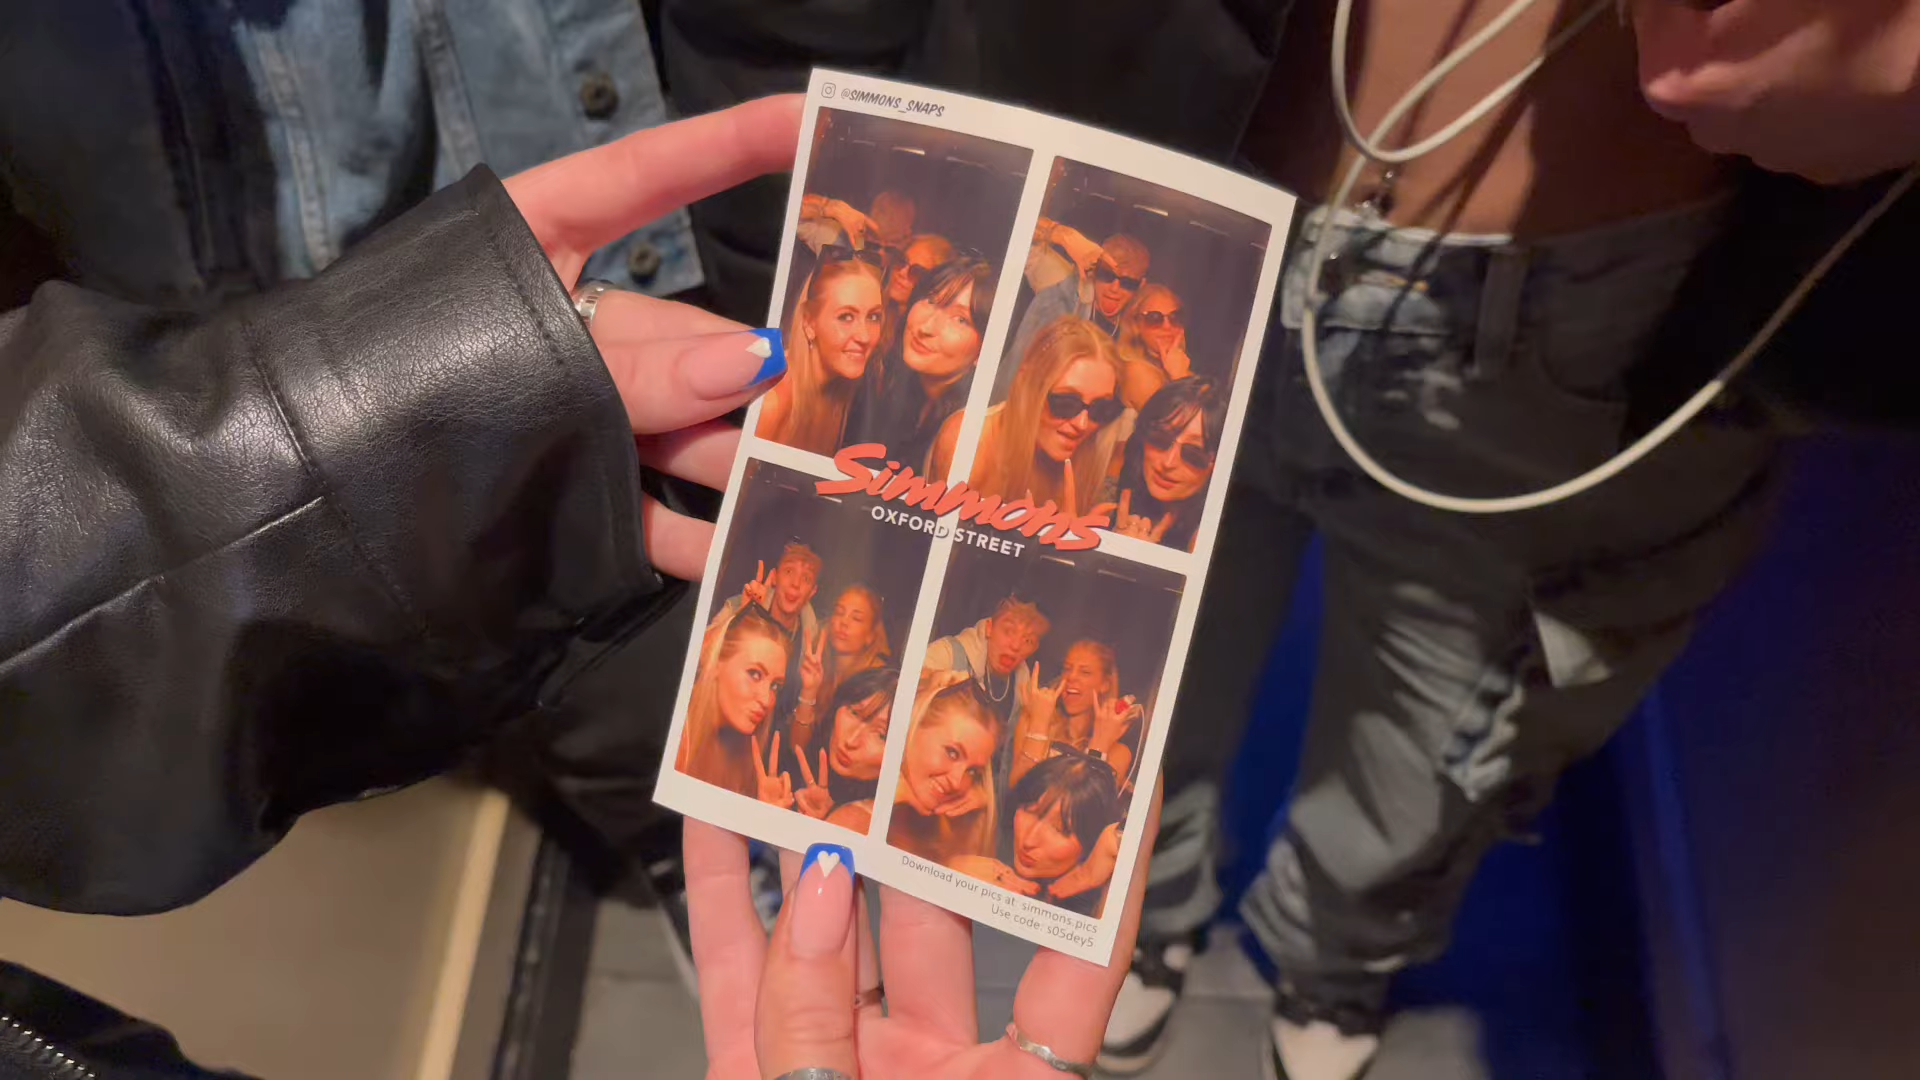 @SIMMONS_SNAPS
Simmons
OXFORD STREET
Download your pics at: simmons.pics
Use code: s05dey5